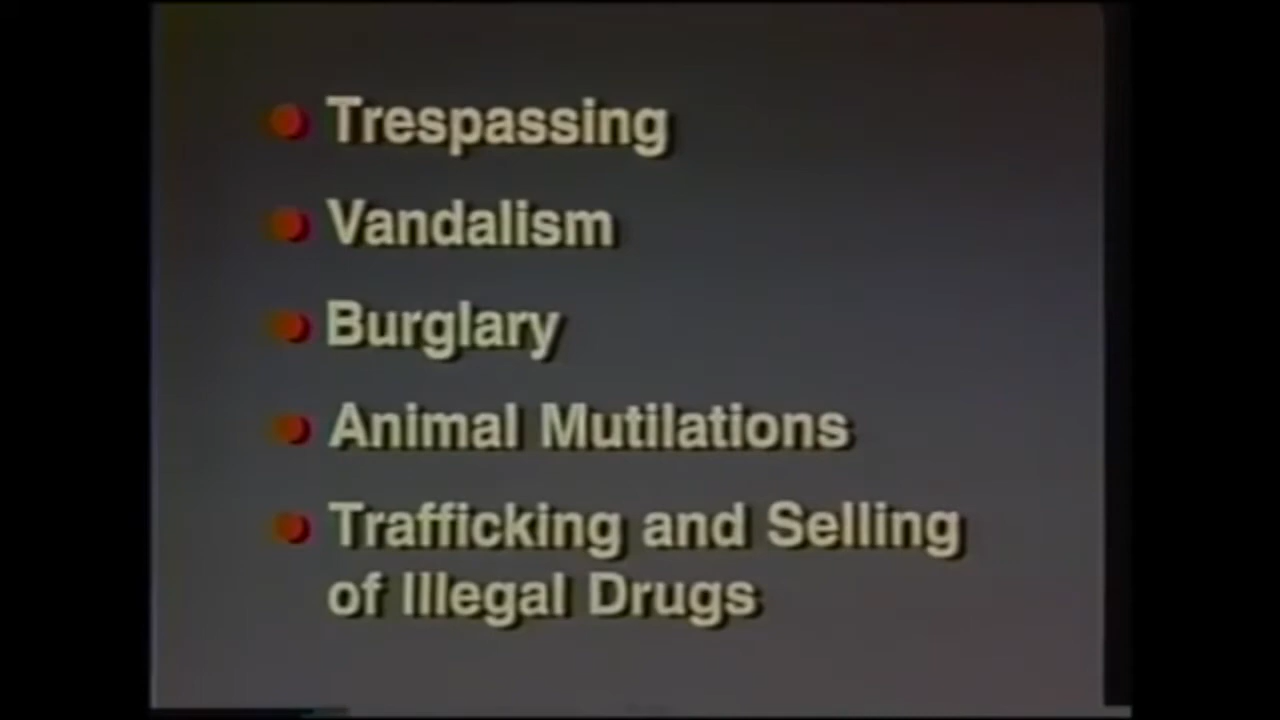 Trespassing
Vandalism
Burglary
Animal Mutilations
Trafficking and Selling
of Illegal Drugs